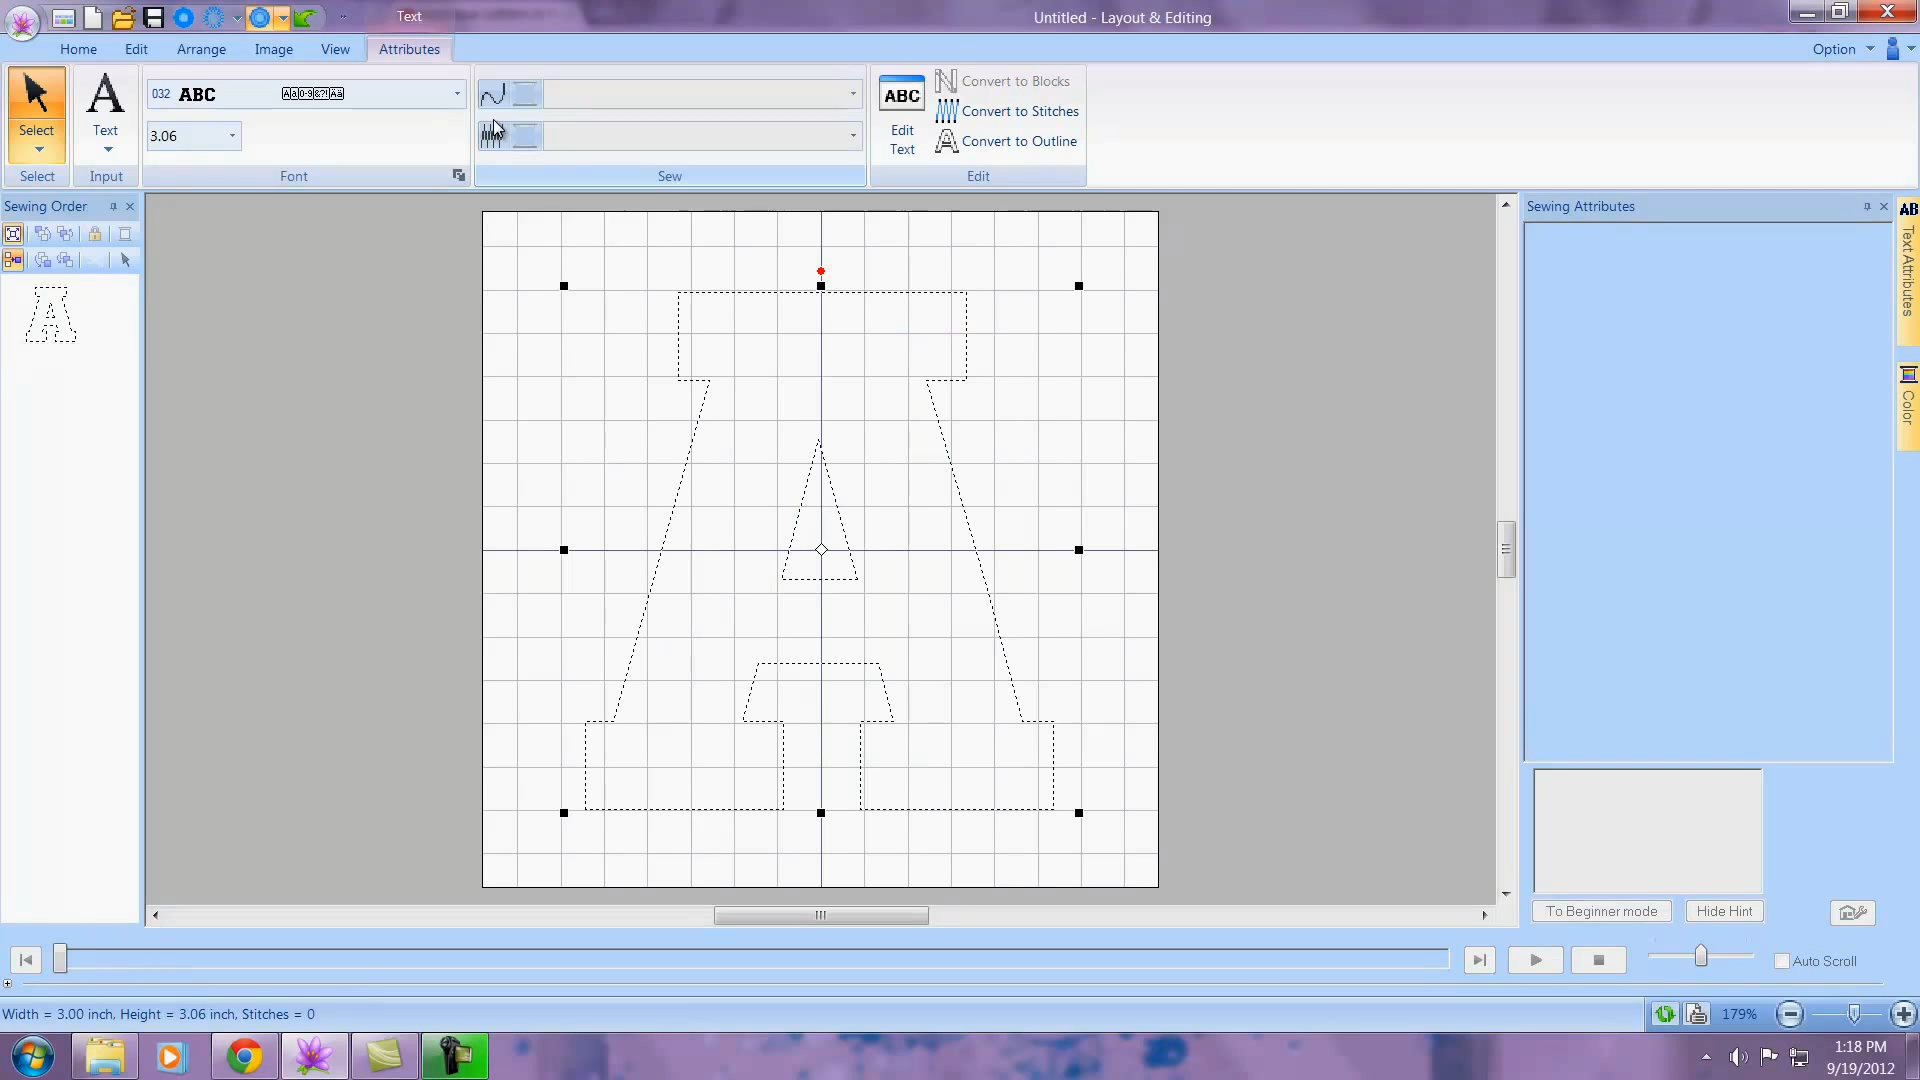 Text
Untitled - Layout & Editing
Home Edit Arrange Image View Attributes
Option
Select
Text
032 ABC
3.06
ABC
Edit
Text
Convert to Blocks
Convert to Stitches
Convert to Outline
Select Input Font Sew Edit
Sewing Order
Sewing Attributes
AB
Text Attributes
Color
To Beginner mode
Hide Hint
Auto Scroll
Width = 3.00 inch, Height = 3.06 inch, Stitches = 0
179%
1:18 PM
9/19/2012